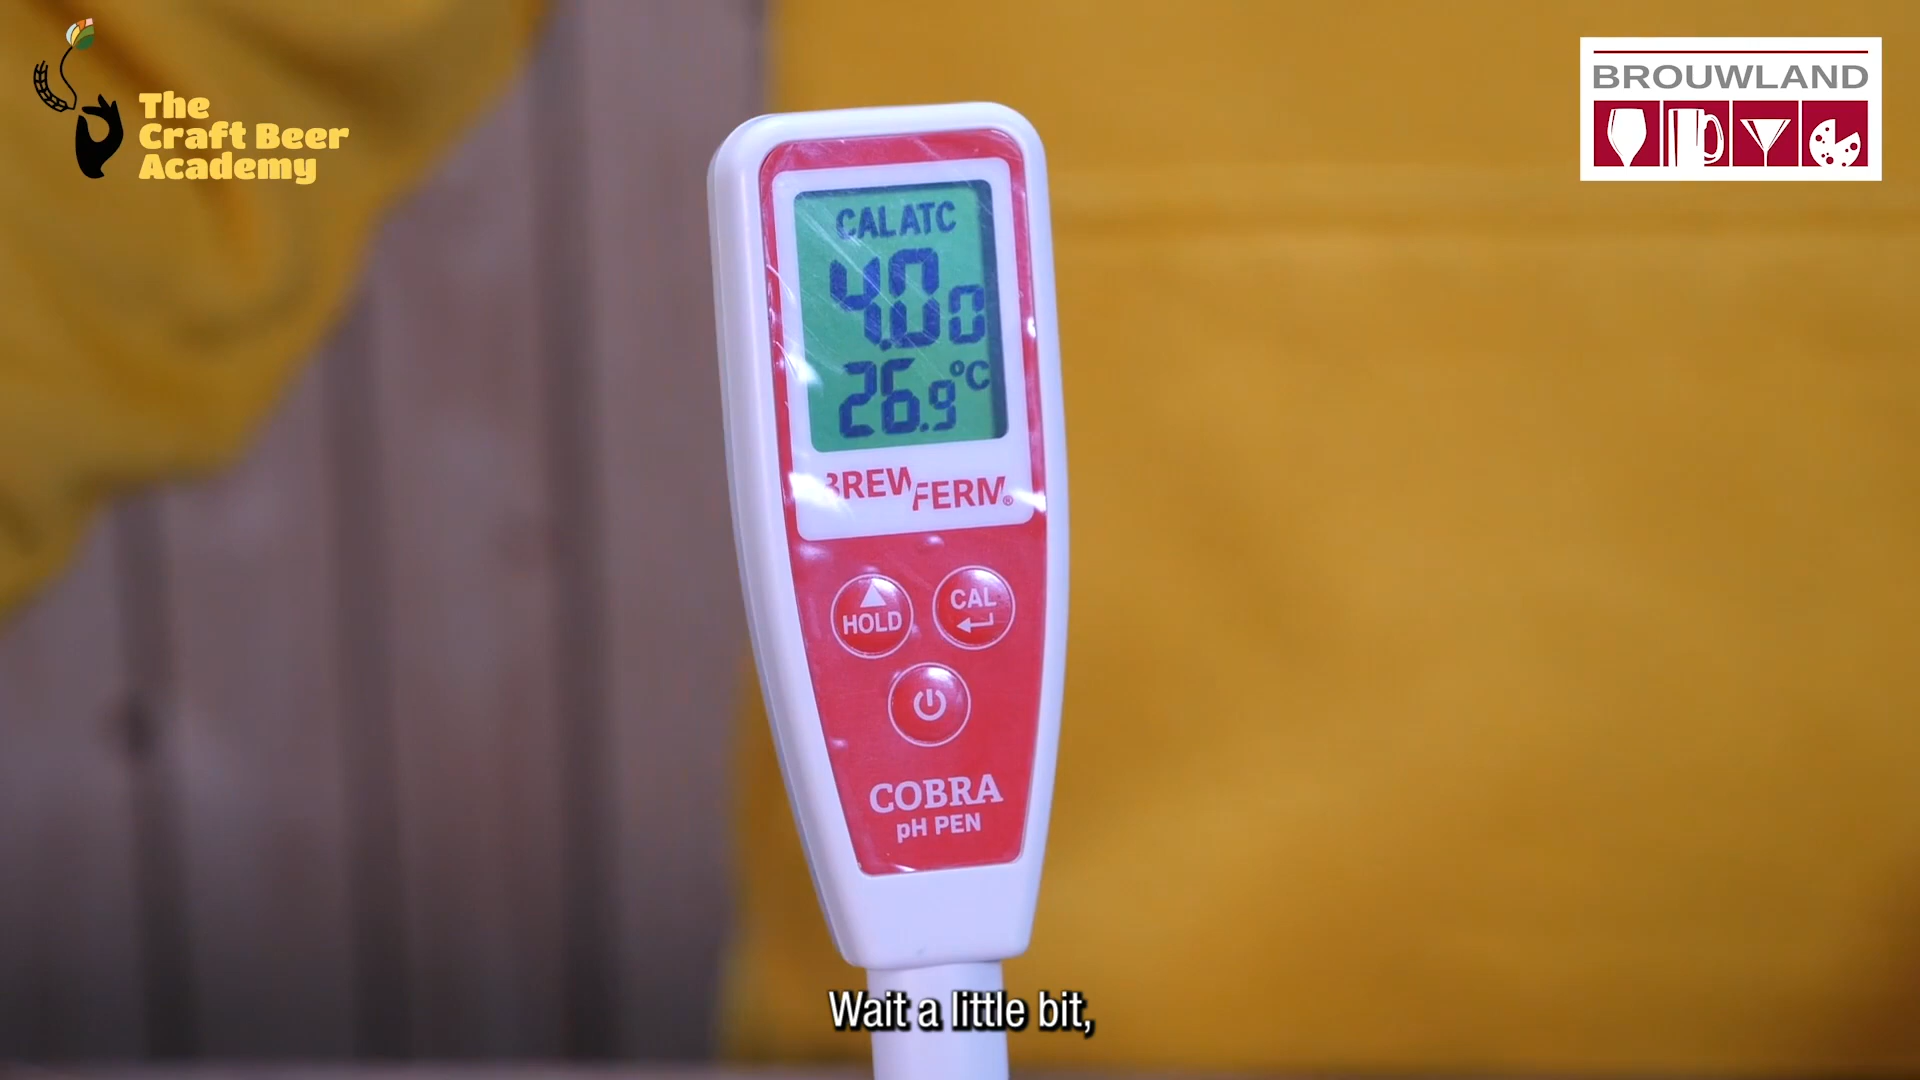 The
Craft Beer
Academy
BROUWLAND
CAL ATC
4.00
26.9 °C
BREWFERM®
HOLD
CAL
COBRA
pH PEN
Wait a little bit,